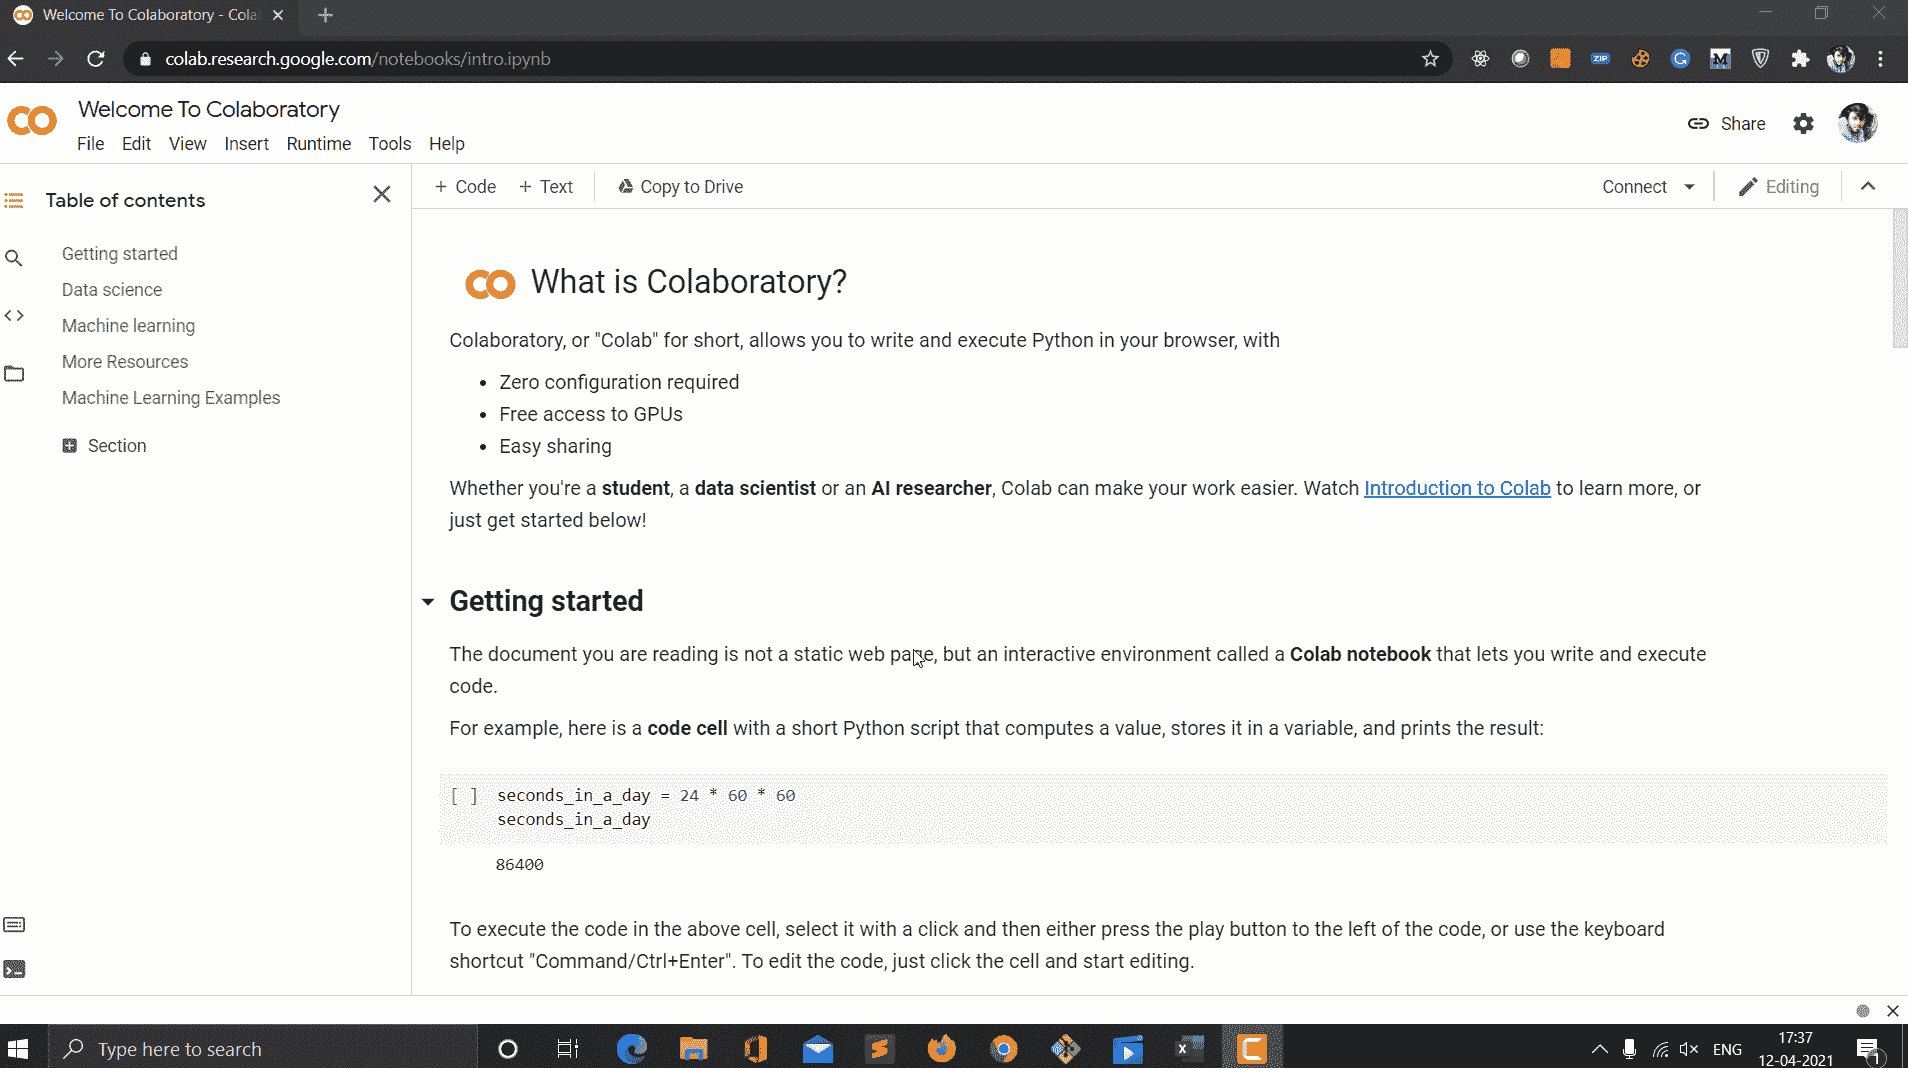 Welcome To Colaboratory - Cola
colab.research.google.com/notebooks/intro.ipynb
ZIP
G
M
CO
Welcome To Colaboratory
File Edit View Insert Runtime Tools Help
Share
Table of contents
+ Code + Text Copy to Drive
Connect Editing
Getting started
Data science
Machine learning
More Resources
Machine Learning Examples
Section
CO What is Colaboratory?
Colaboratory, or "Colab" for short, allows you to write and execute Python in your browser, with
• Zero configuration required
• Free access to GPUs
• Easy sharing
Whether you're a student, a data scientist or an AI researcher, Colab can make your work easier. Watch Introduction to Colab to learn more, or
just get started below!
Getting started
The document you are reading is not a static web page, but an interactive environment called a Colab notebook that lets you write and execute
code.
For example, here is a code cell with a short Python script that computes a value, stores it in a variable, and prints the result:
[ ] seconds_in_a_day = 24 * 60 * 60
seconds_in_a_day
86400
To execute the code in the above cell, select it with a click and then either press the play button to the left of the code, or use the keyboard
shortcut "Command/Ctrl+Enter". To edit the code, just click the cell and start editing.
Type here to search
ENG
17:37
12-04-2021
1